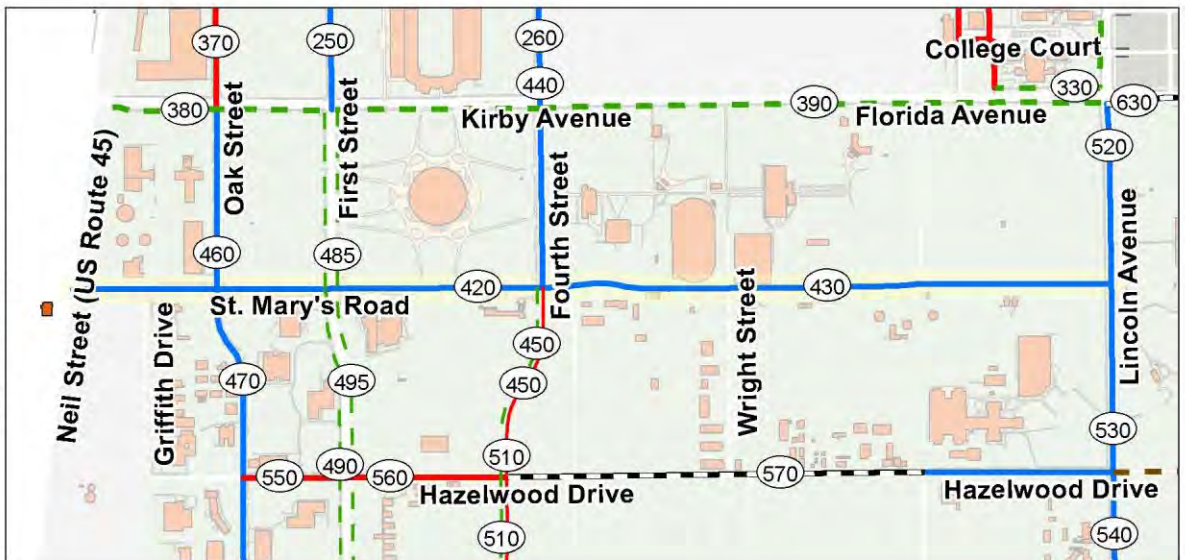 370
250
260
College Court
440
330
380
390
630
Kirby Avenue
Florida Avenue
520
Oak Street
First Street
Fourth Street
Neil Street (US Route 45)
460
485
420
430
St. Mary's Road
Lincoln Avenue
Griffith Drive
Wright Street
450
470
495
450
530
510
550
490
560
570
Hazelwood Drive
Hazelwood Drive
510
540